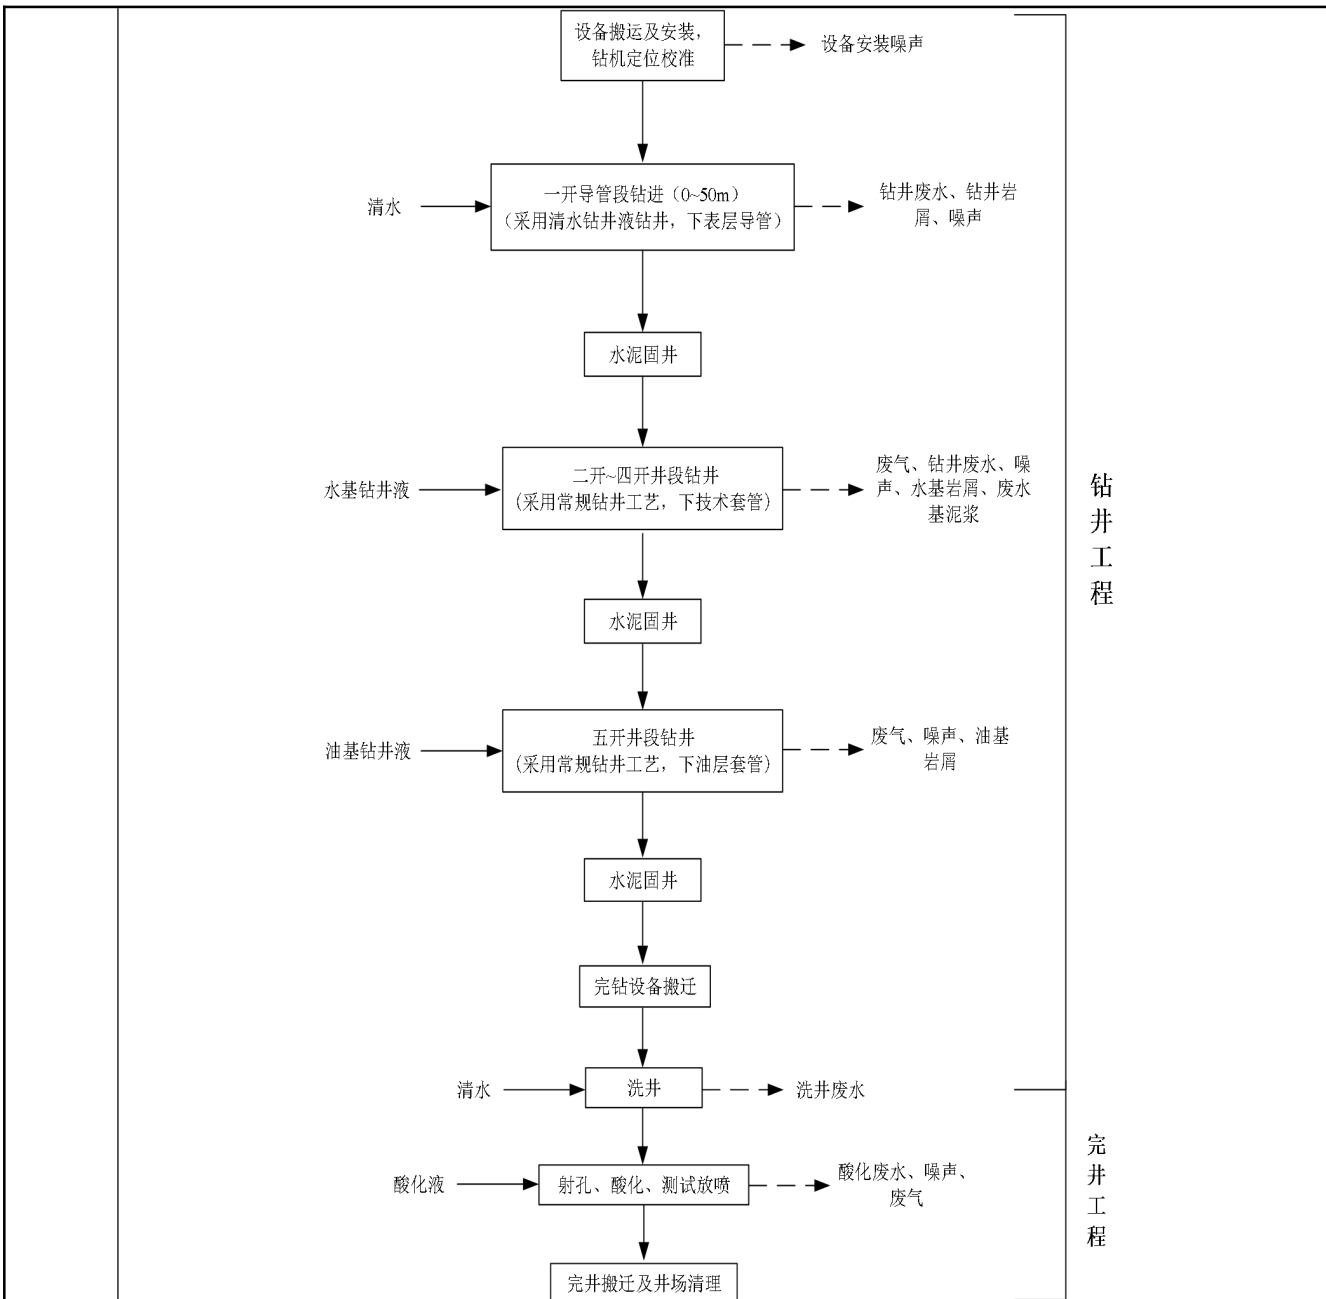 设备搬运及安装，
钻机定位校准
设备安装噪声
清水
一开导管段钻进（0~50m）
（采用清水钻井液钻井，下表层导管）
钻井废水、钻井岩
屑、噪声
水泥固井
水基钻井液
二开~四开井段钻井
（采用常规钻井工艺，下技术套管）
废气、钻井废水、噪
声、水基岩屑、废水
基泥浆
钻井工程
水泥固井
油基钻井液
五开井段钻井
（采用常规钻井工艺，下油层套管）
废气、噪声、油基
岩屑
水泥固井
完钻设备搬迁
清水
洗井
洗井废水
酸化液
射孔、酸化、测试放喷
酸化废水、噪声、
废气
完井工程
完井搬迁及井场清理